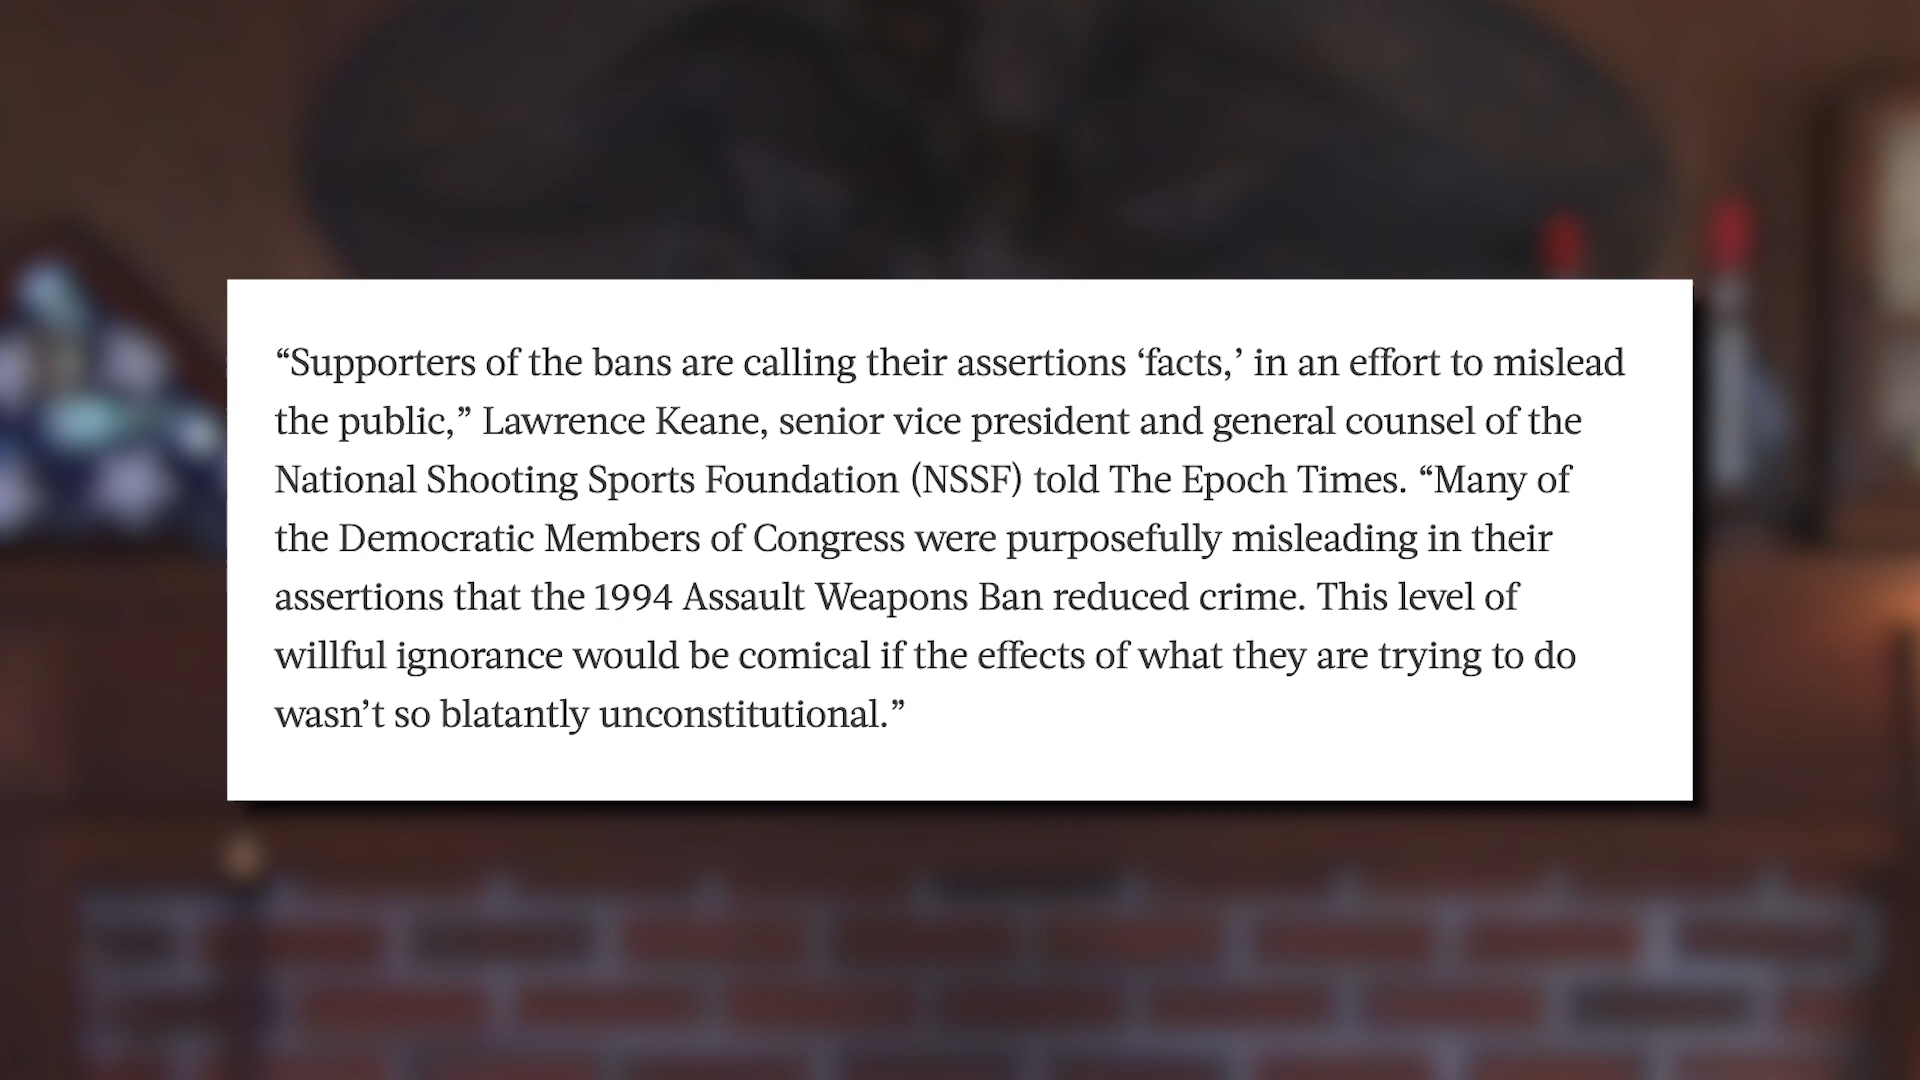 “Supporters of the bans are calling their assertions ‘facts,’ in an effort to mislead
the public,” Lawrence Keane, senior vice president and general counsel of the
National Shooting Sports Foundation (NSSF) told The Epoch Times. “Many of
the Democratic Members of Congress were purposefully misleading in their
assertions that the 1994 Assault Weapons Ban reduced crime. This level of
willful ignorance would be comical if the effects of what they are trying to do
wasn’t so blatantly unconstitutional.”